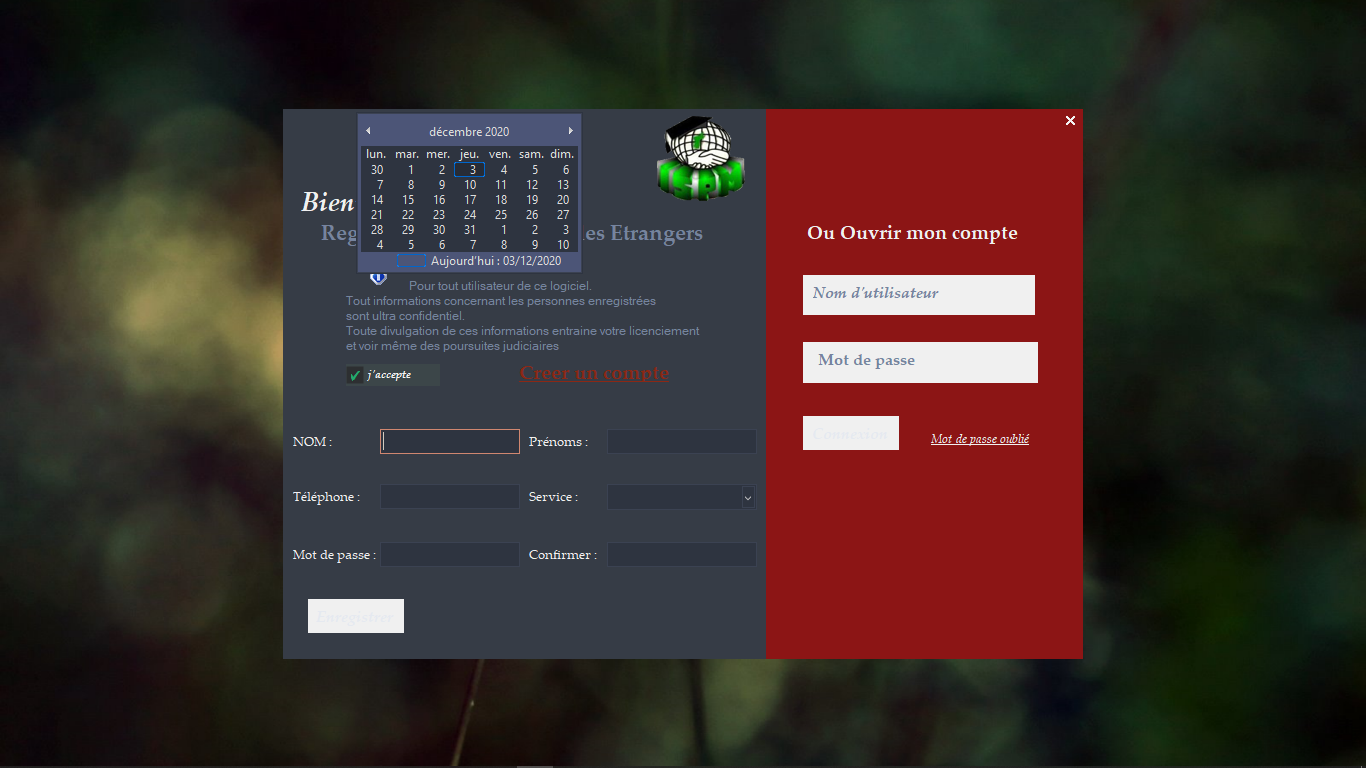 décembre 2020
lun. mar. mer. jeu. ven. sam. dim.
30 1 2 3 4 5 6
7 8 9 10 11 12 13
14 15 16 17 18 19 20
21 22 23 24 25 26 27
28 29 30 31 1 2 3
4 5 6 7 8 9 10
Aujourd'hui : 03/12/2020
Bien
Reg es Etrangers
Pour tout utilisateur de ce logiciel.
Tout informations concernant les personnes enregistrées
sont ultra confidentiel.
Toute divulgation de ces informations entraine votre licenciement
et voir même des poursuites judiciaires
j'accepte
Creer un compte
NOM :
Prénoms :
Téléphone :
Service :
Mot de passe :
Confirmer :
Enregistrer
Ou Ouvrir mon compte
Nom d'utilisateur
Mot de passe
Connexion
Mot de passe oublié